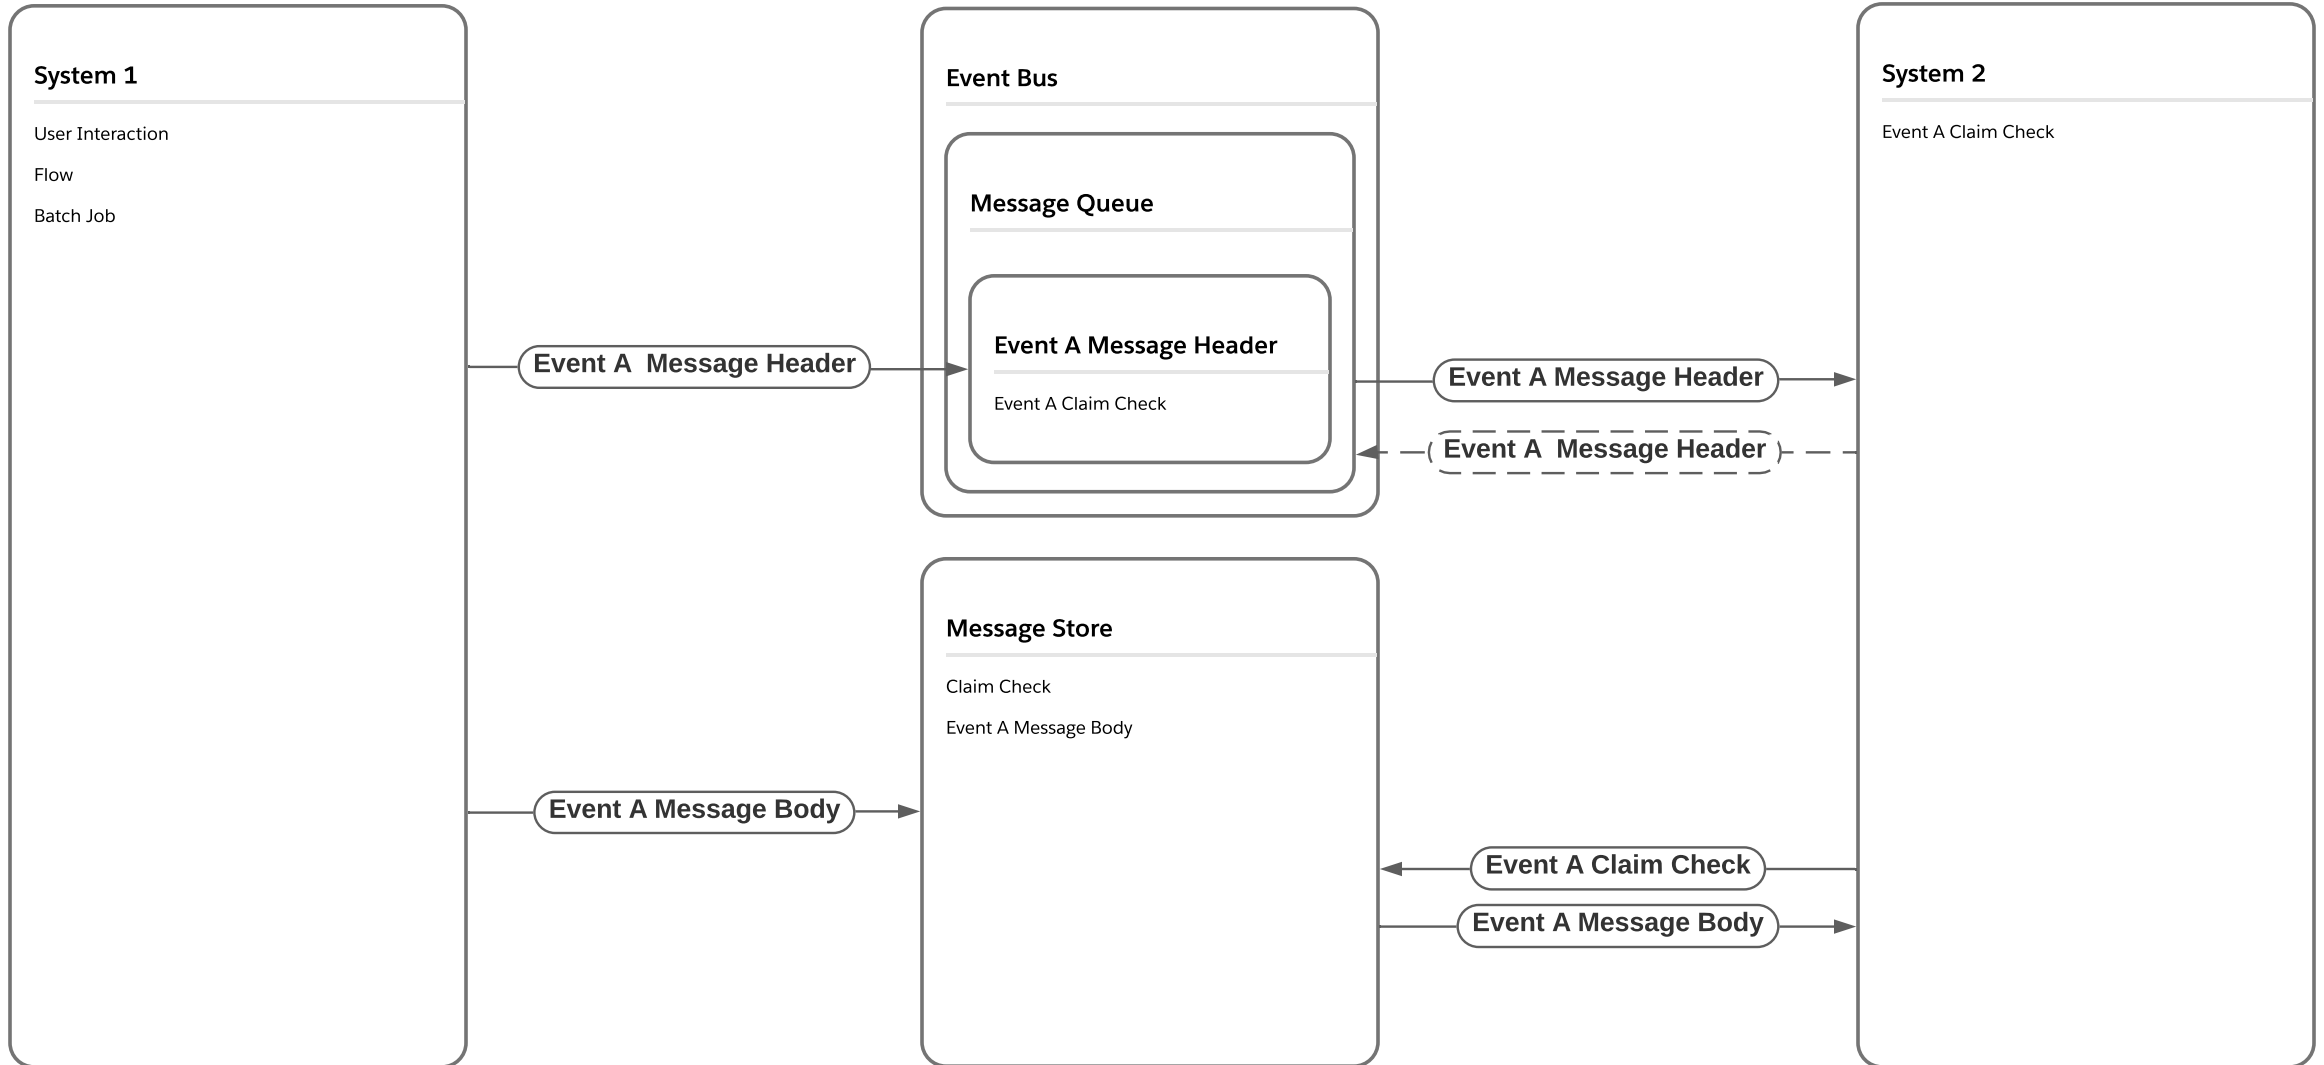 System 1
User Interaction
Flow
Batch Job
Event A  Message Header
Event A Message Body
Event Bus
Message Queue
Event A Message Header
Event A Claim Check
Message Store
Claim Check
Event A Message Body
Event A Message Header
Event A  Message Header
Event A Claim Check
Event A Message Body
System 2
Event A Claim Check